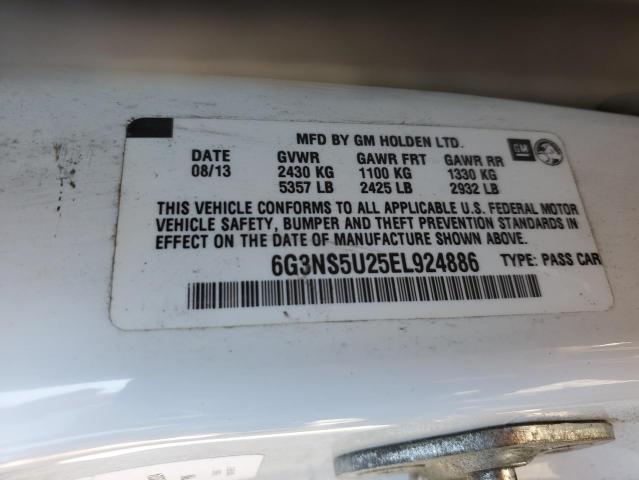 MFD BY GM HOLDEN LTD.
GM
DATE GVWR GAWR FRT GAWR RR
08/13 2430 KG 1100 KG 1330 KG
5357 LB 2425 LB 2932 LB
THIS VEHICLE CONFORMS TO ALL APPLICABLE U.S. FEDERAL MOTOR
VEHICLE SAFETY, BUMPER AND THEFT PREVENTION STANDARDS IN
EFFECT ON THE DATE OF MANUFACTURE SHOWN ABOVE.
6G3NS5U25EL924886 TYPE: PASS CAR